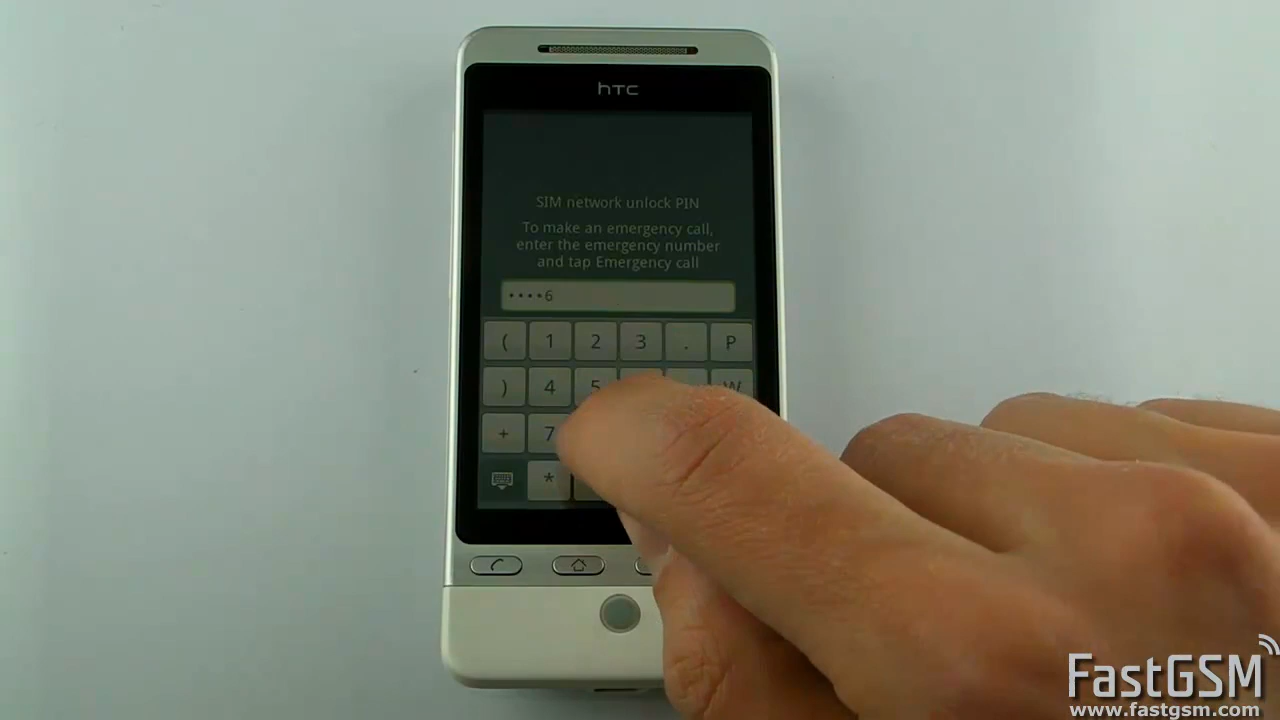 hTC
SIM network unlock PIN
To make an emergency call,
enter the emergency number
and tap Emergency call
••••6
( 1 2 3 . P
) 4 5 W
+ 7
*
FastGSM
www.fastgsm.com